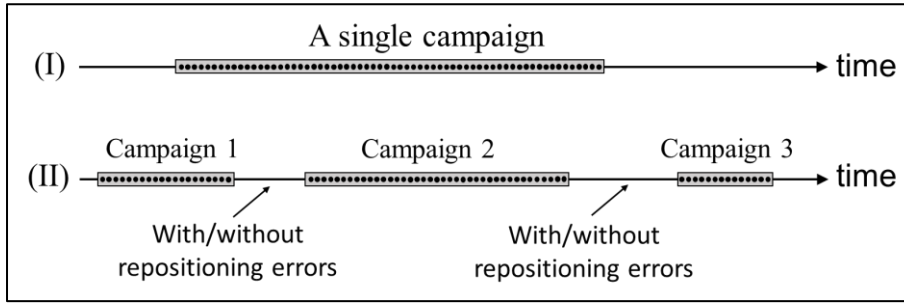 A single campaign
(I) time
Campaign 1 Campaign 2 Campaign 3
(II) time
With/without With/without
repositioning errors repositioning errors